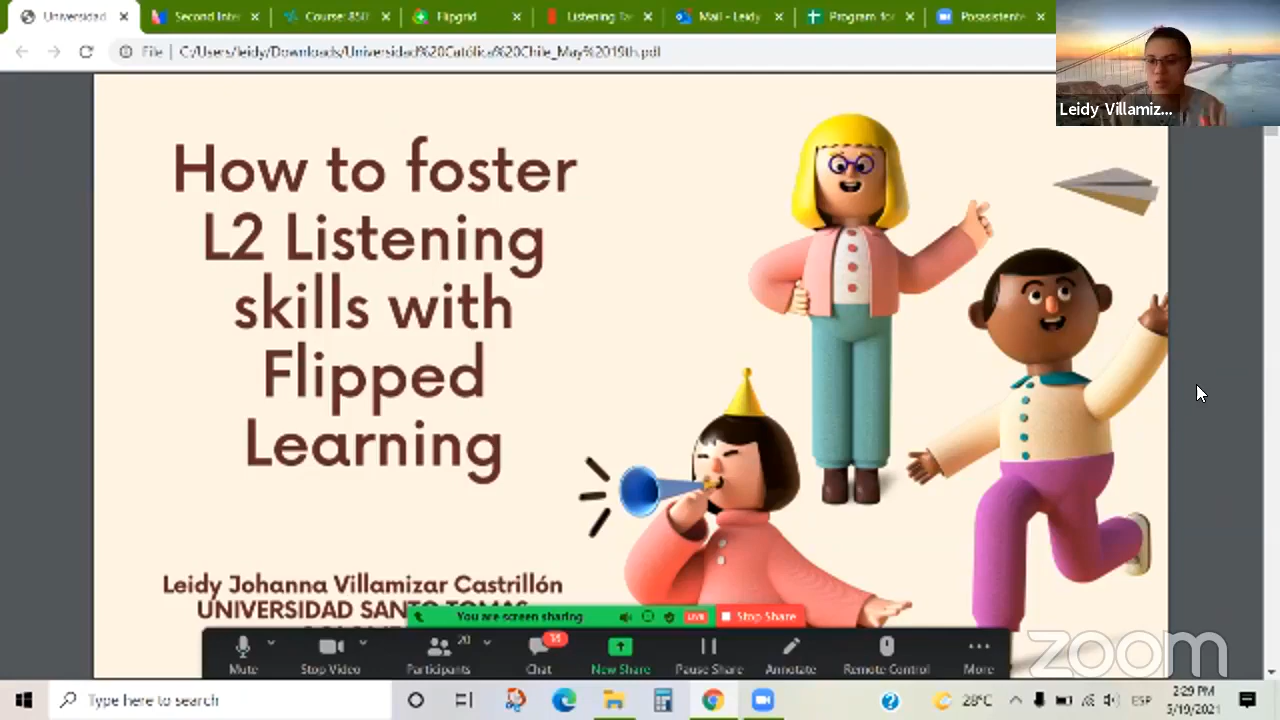 Universidad
Second Inte
Course: 851
Flipgrid
Listening Ta
Mail - Leidy
Program for
Posasistente
File | C:/Users/leidy/Downloads/Universidad%20Católica%20Chile_May%2019th.pdf
Leidy Villamiz...
How to foster
L2 Listening
skills with
Flipped
Learning
Leidy Johanna Villamizar Castrillón
UNIVERSIDAD SANTO TOMAS
You are screen sharing
LIVE
Stop Share
Mute
Stop Video
20
Participants
Chat
New Share
Pause Share
Annotate
Remote Control
More
zoom
Type here to search
28°C
ESP
2:29 PM
5/19/2021